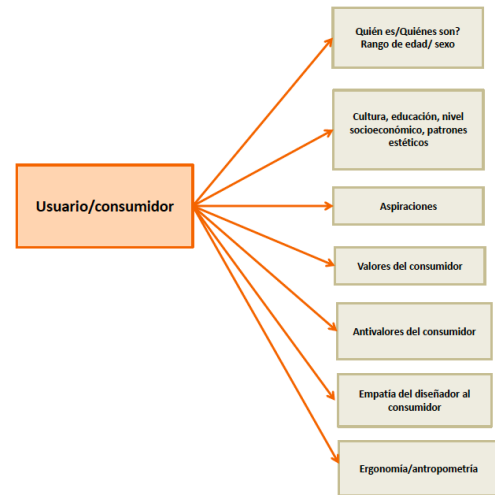 Quién es/Quiénes son?
Rango de edad/ sexo
Cultura, educación, nivel
socioeconómico, patrones
estéticos
Usuario/consumidor
Aspiraciones
Valores del consumidor
Antivalores del consumidor
Empatía del diseñador al
consumidor
Ergonomía/antropometría